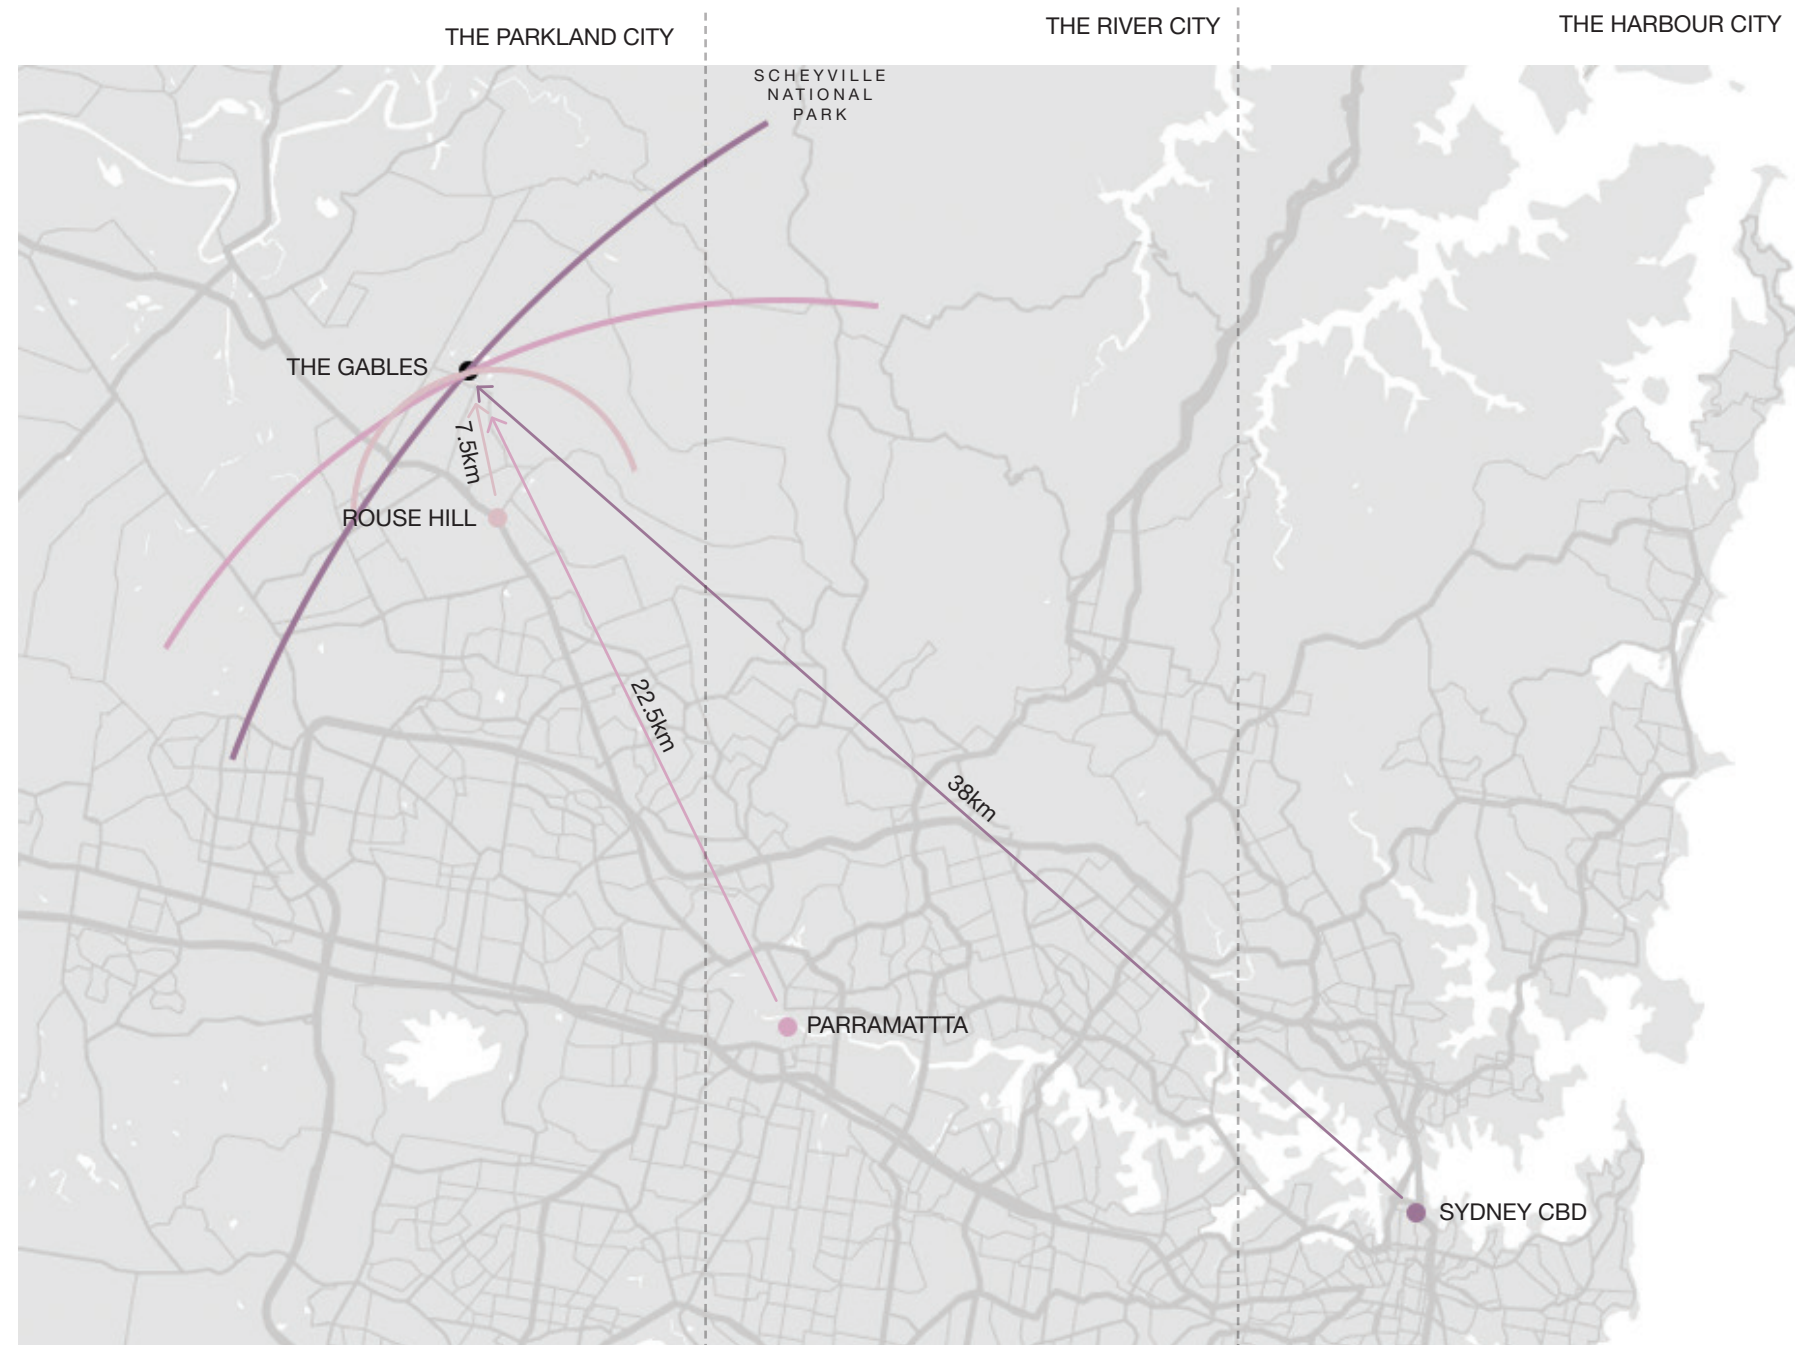 THE PARKLAND CITY
THE RIVER CITY
THE HARBOUR CITY
SCHEYVILLE
NATIONAL
PARK
THE GABLES
7.5km
ROUSE HILL
22.5km
38km
PARRAMATTTA
SYDNEY CBD